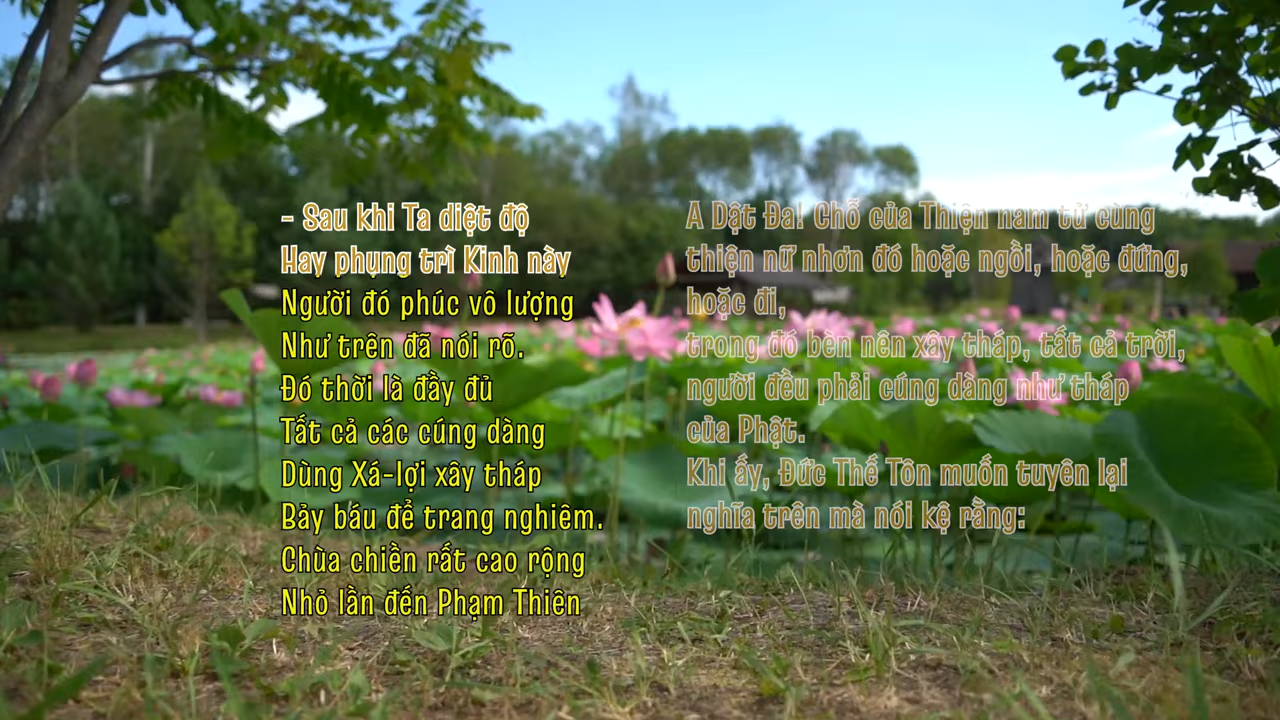 - Sau khi Ta diệt độ
Hay phụng trì Kinh này
Người đó phúc vô lượng
Như trên đã nói rõ.
Đó thời là đầy đủ
Tất cả các cúng dàng
Dùng Xá-lợi xây tháp
Bảy báu để trang nghiêm.
Chùa chiền rất cao rộng
Nhỏ lần đến Phạm Thiên
A Dật Đa! Chỗ của Thiện nam tử cùng
thiện nữ nhơn đó hoặc ngồi, hoặc đứng,
hoặc đi,
trong đó bèn nên xây tháp, tất cả trời,
người đều phải cúng dàng như tháp
của Phật.
Khi ấy, Đức Thế Tôn muốn tuyên lại
nghĩa trên mà nói kệ rằng: